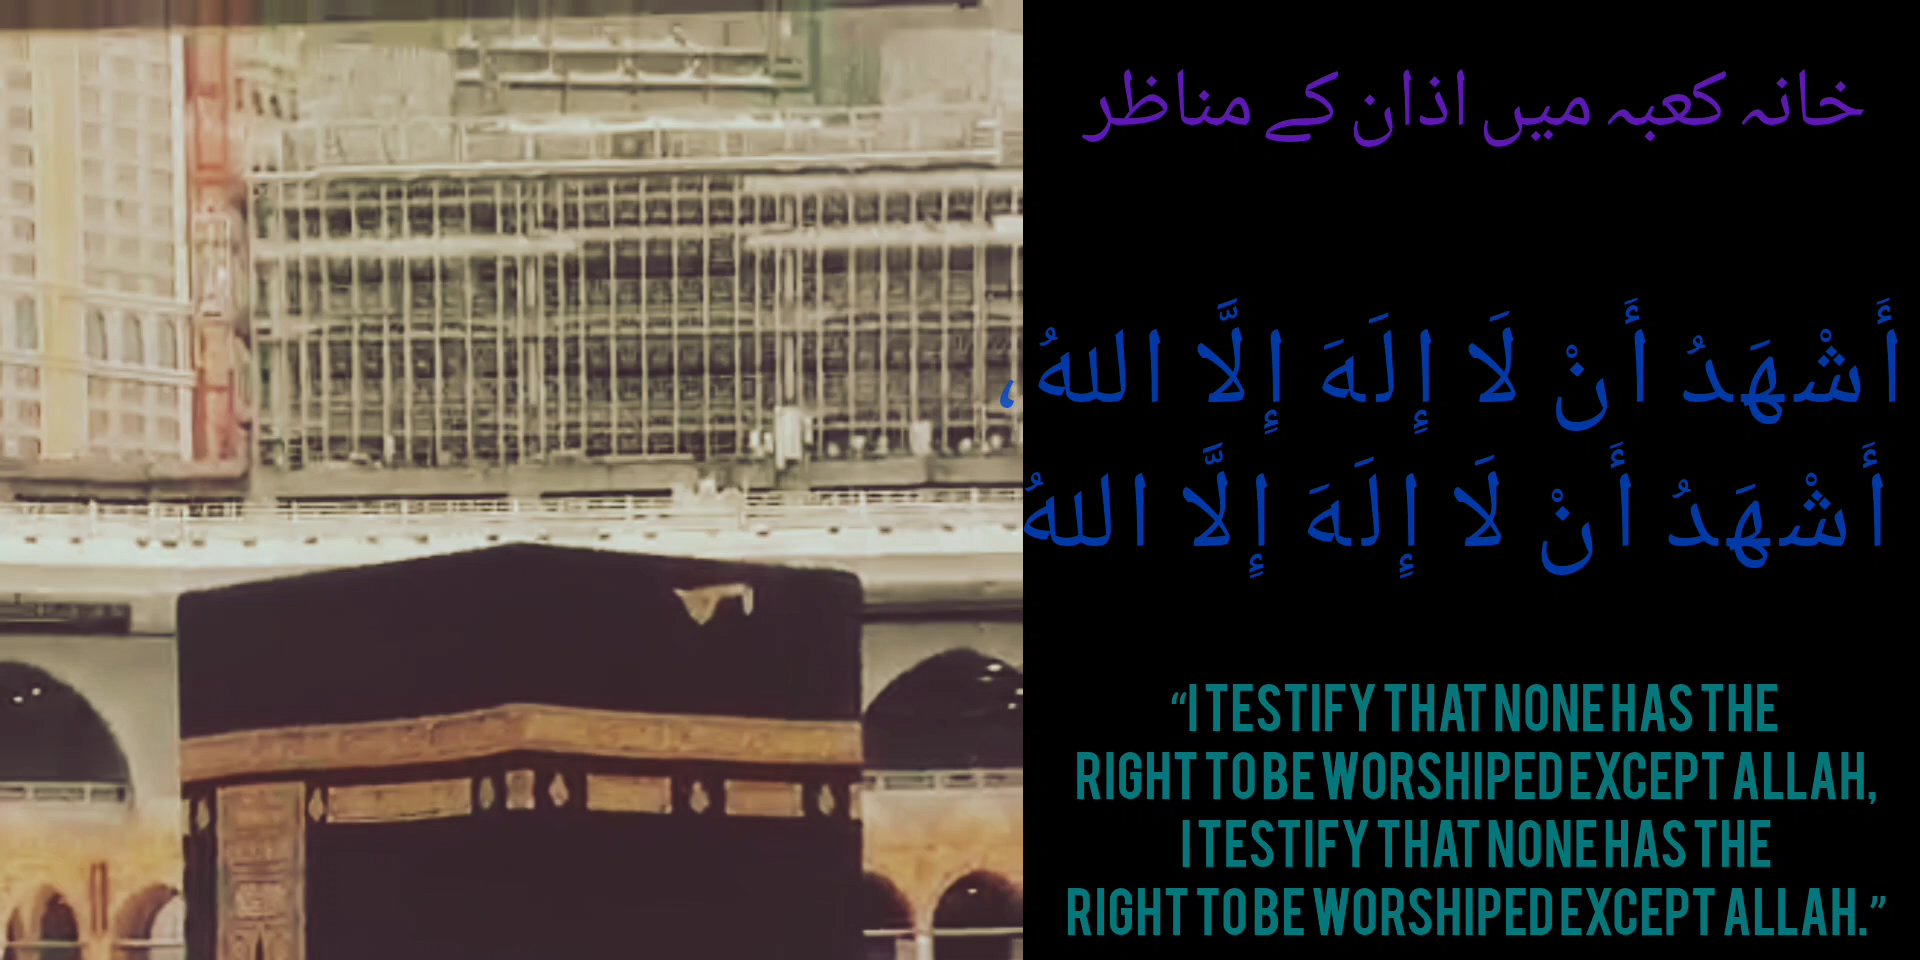 خانہ کعبہ میں اذان کے مناظر
أَشْهَدُ أَنْ لَا إِلَهَ إِلَّا اللهُ،
أَشْهَدُ أَنْ لَا إِلَهَ إِلَّا اللهُ
“I TESTIFY THAT NONE HAS THE
RIGHT TO BE WORSHIPED EXCEPT ALLAH,
I TESTIFY THAT NONE HAS THE
RIGHT TO BE WORSHIPED EXCEPT ALLAH.”